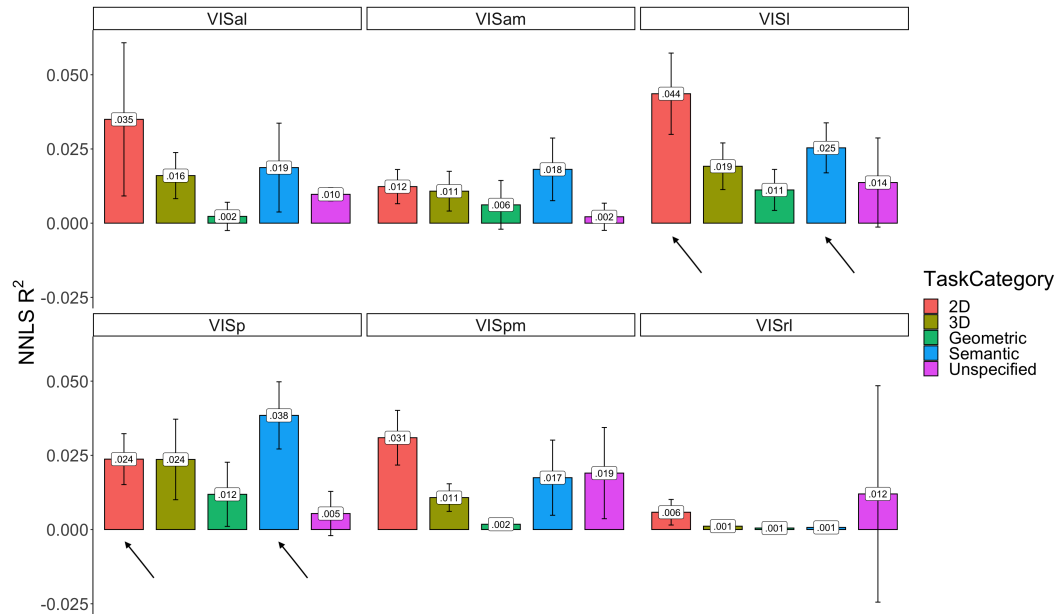 VISal VISam VISl
0.050
0.025
0.000
-0.025
.035 .016 .002 .019 .010
.012 .011 .006 .018 .002
.044 .019 .011 .025 .014
VISp VISpm VISrl
0.050
0.025
0.000
-0.025
.024 .024 .012 .038 .005
.031 .011 .002 .017 .019
.006 .001 .001 .001 .012
NNLS R²
TaskCategory
2D
3D
Geometric
Semantic
Unspecified